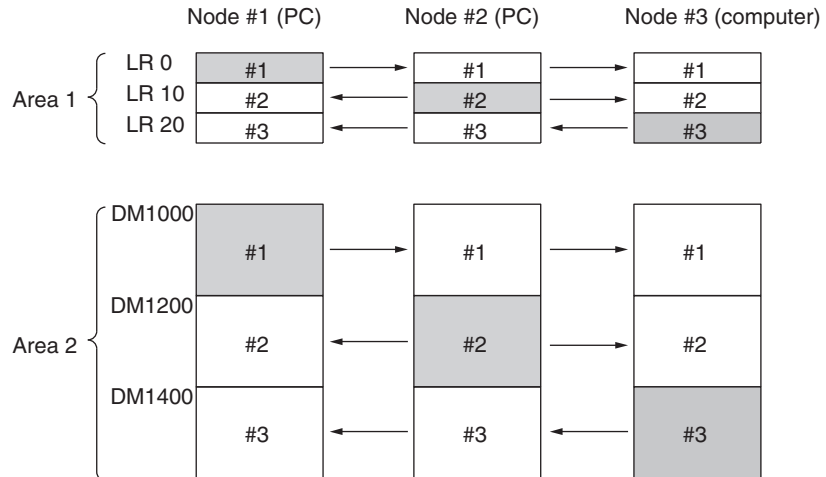 Node #1 (PC) Node #2 (PC) Node #3 (computer)
Area 1
LR 0 #1 #1 #1
LR 10 #2 #2 #2
LR 20 #3 #3 #3
Area 2
DM1000
#1 #1 #1
DM1200
#2 #2 #2
DM1400
#3 #3 #3